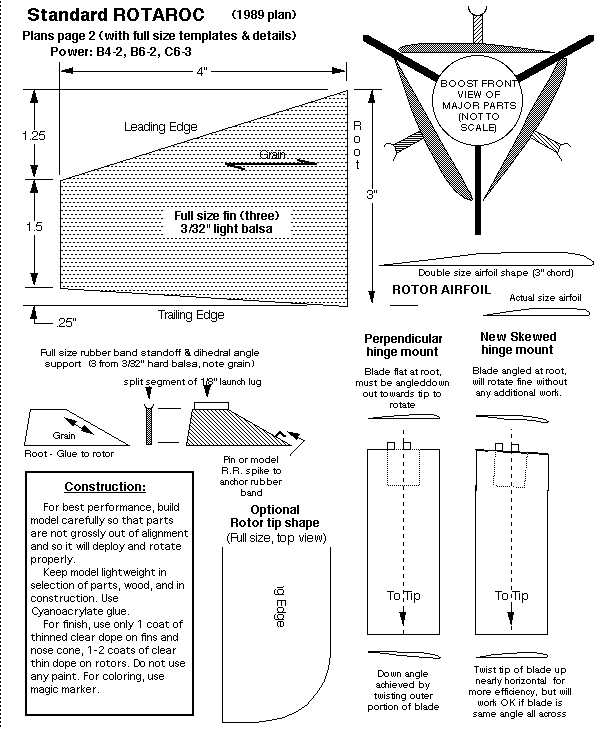 Standard ROTAROC (1989 plan)
Plans page 2 (with full size templates & details)
Power: B4-2, B6-2, C6-3
4"
1.25
Leading Edge
Root
Grain
3"
1.5
Full size fin (three)
3/32" light balsa
Trailing Edge
.25"
BOOST FRONT
VIEW OF
MAJOR PARTS
(NOT TO
SCALE)
Double size airfoil shape (3" chord)
ROTOR AIRFOIL
Actual size airfoil
Full size rubber band standoff & dihedral angle
support (3 from 3/32" hard balsa, note grain)
split segment of 1/8" launch lug
Grain
Root - Glue to rotor
Pin or model
R.R. spike to
anchor rubber
band
Construction:
For best performance, build
model carefully so that parts
are not grossly out of alignment
and so it will deploy and rotate
properly.
Keep model lightweight in
selection of parts, wood, and in
construction. Use
Cyanoacrylate glue.
For finish, use only 1 coat of
thinned clear dope on fins and
nose cone, 1-2 coats of clear
thin dope on rotors. Do not use
any paint. For coloring, use
magic marker.
Optional
Rotor tip shape
(Full size, top view)
ng Edge
Perpendicular
hinge mount
Blade flat at root,
must be angleddown
out towards tip to
rotate
To Tip
Down angle
achieved by
twisting outer
portion of blade
New Skewed
hinge mount
Blade angled at root,
will rotate fine without
any additional work.
To Tip
Twist tip of blade up
nearly horizontal for
more efficiency, but will
work OK if blade is
same angle all across